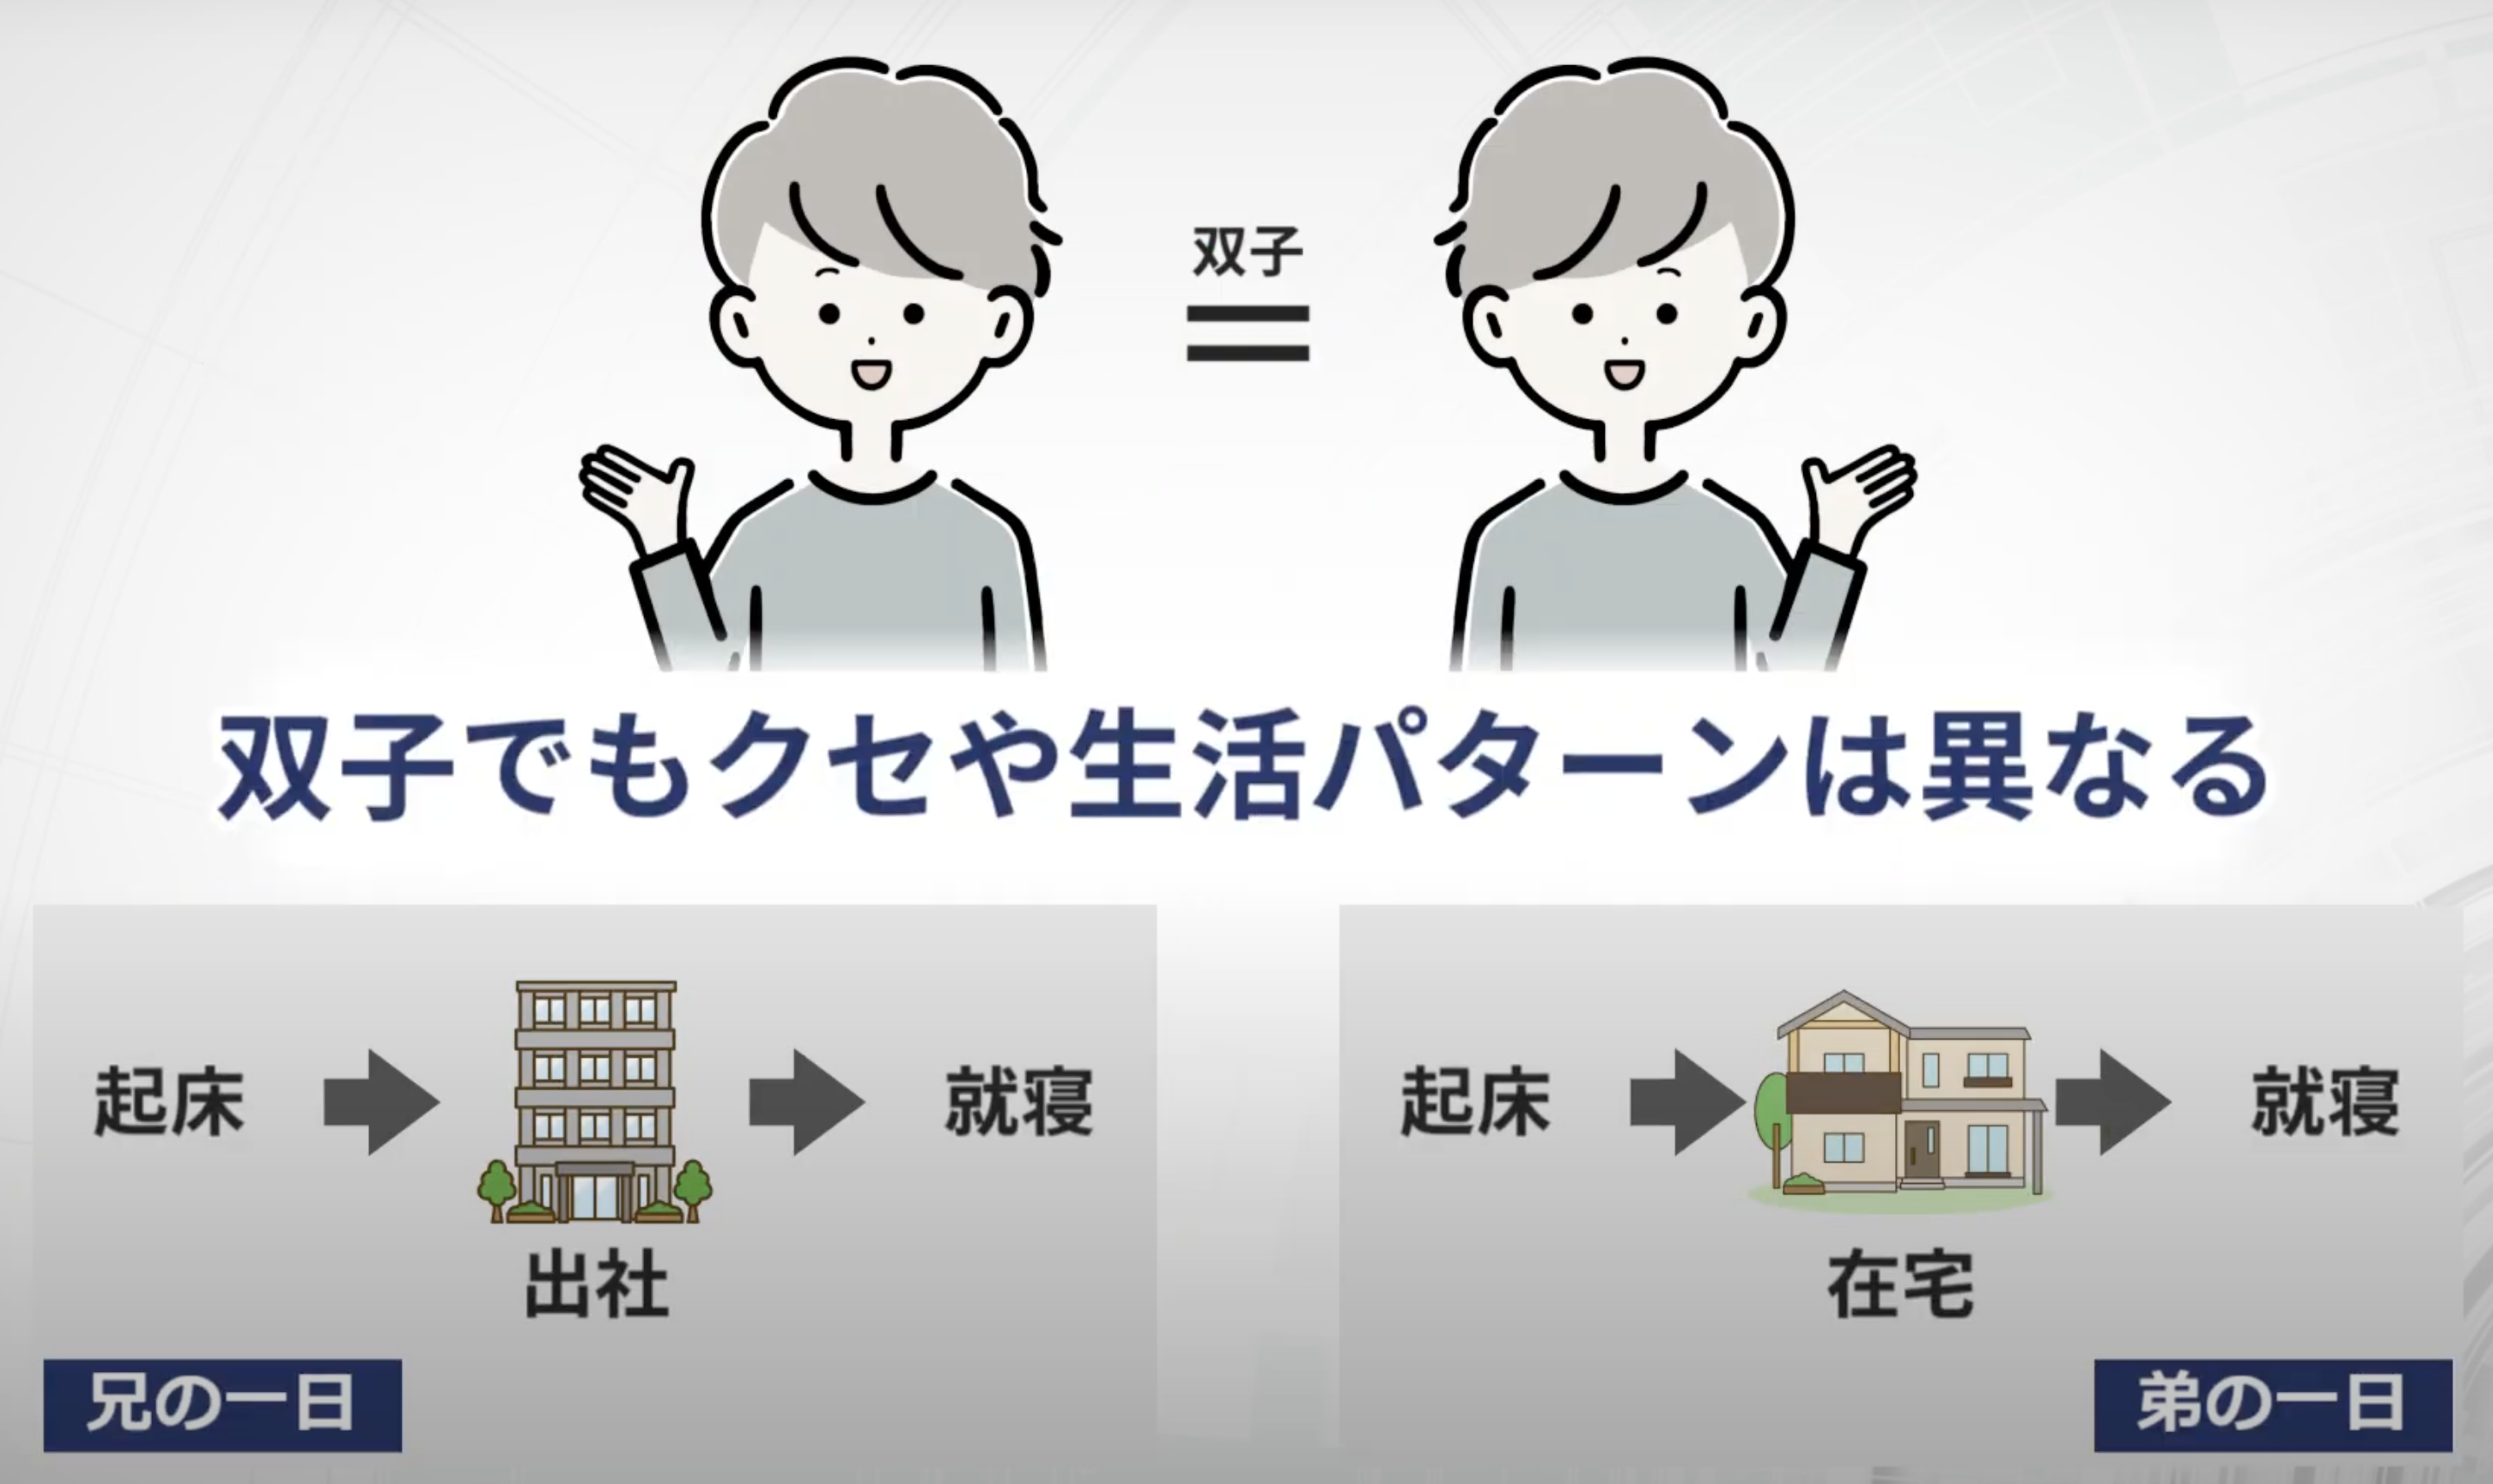 双子
双子でもクセや生活パターンは異なる
起床
出社
就寝
兄の一日
起床
在宅
就寝
弟の一日